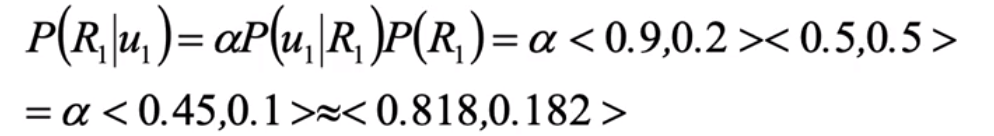 P(R₁|u₁)= αP(u₁|R₁)P(R₁)= α < 0.9,0.2 >< 0.5,0.5 >
= α < 0.45,0.1 >≈< 0.818,0.182 >